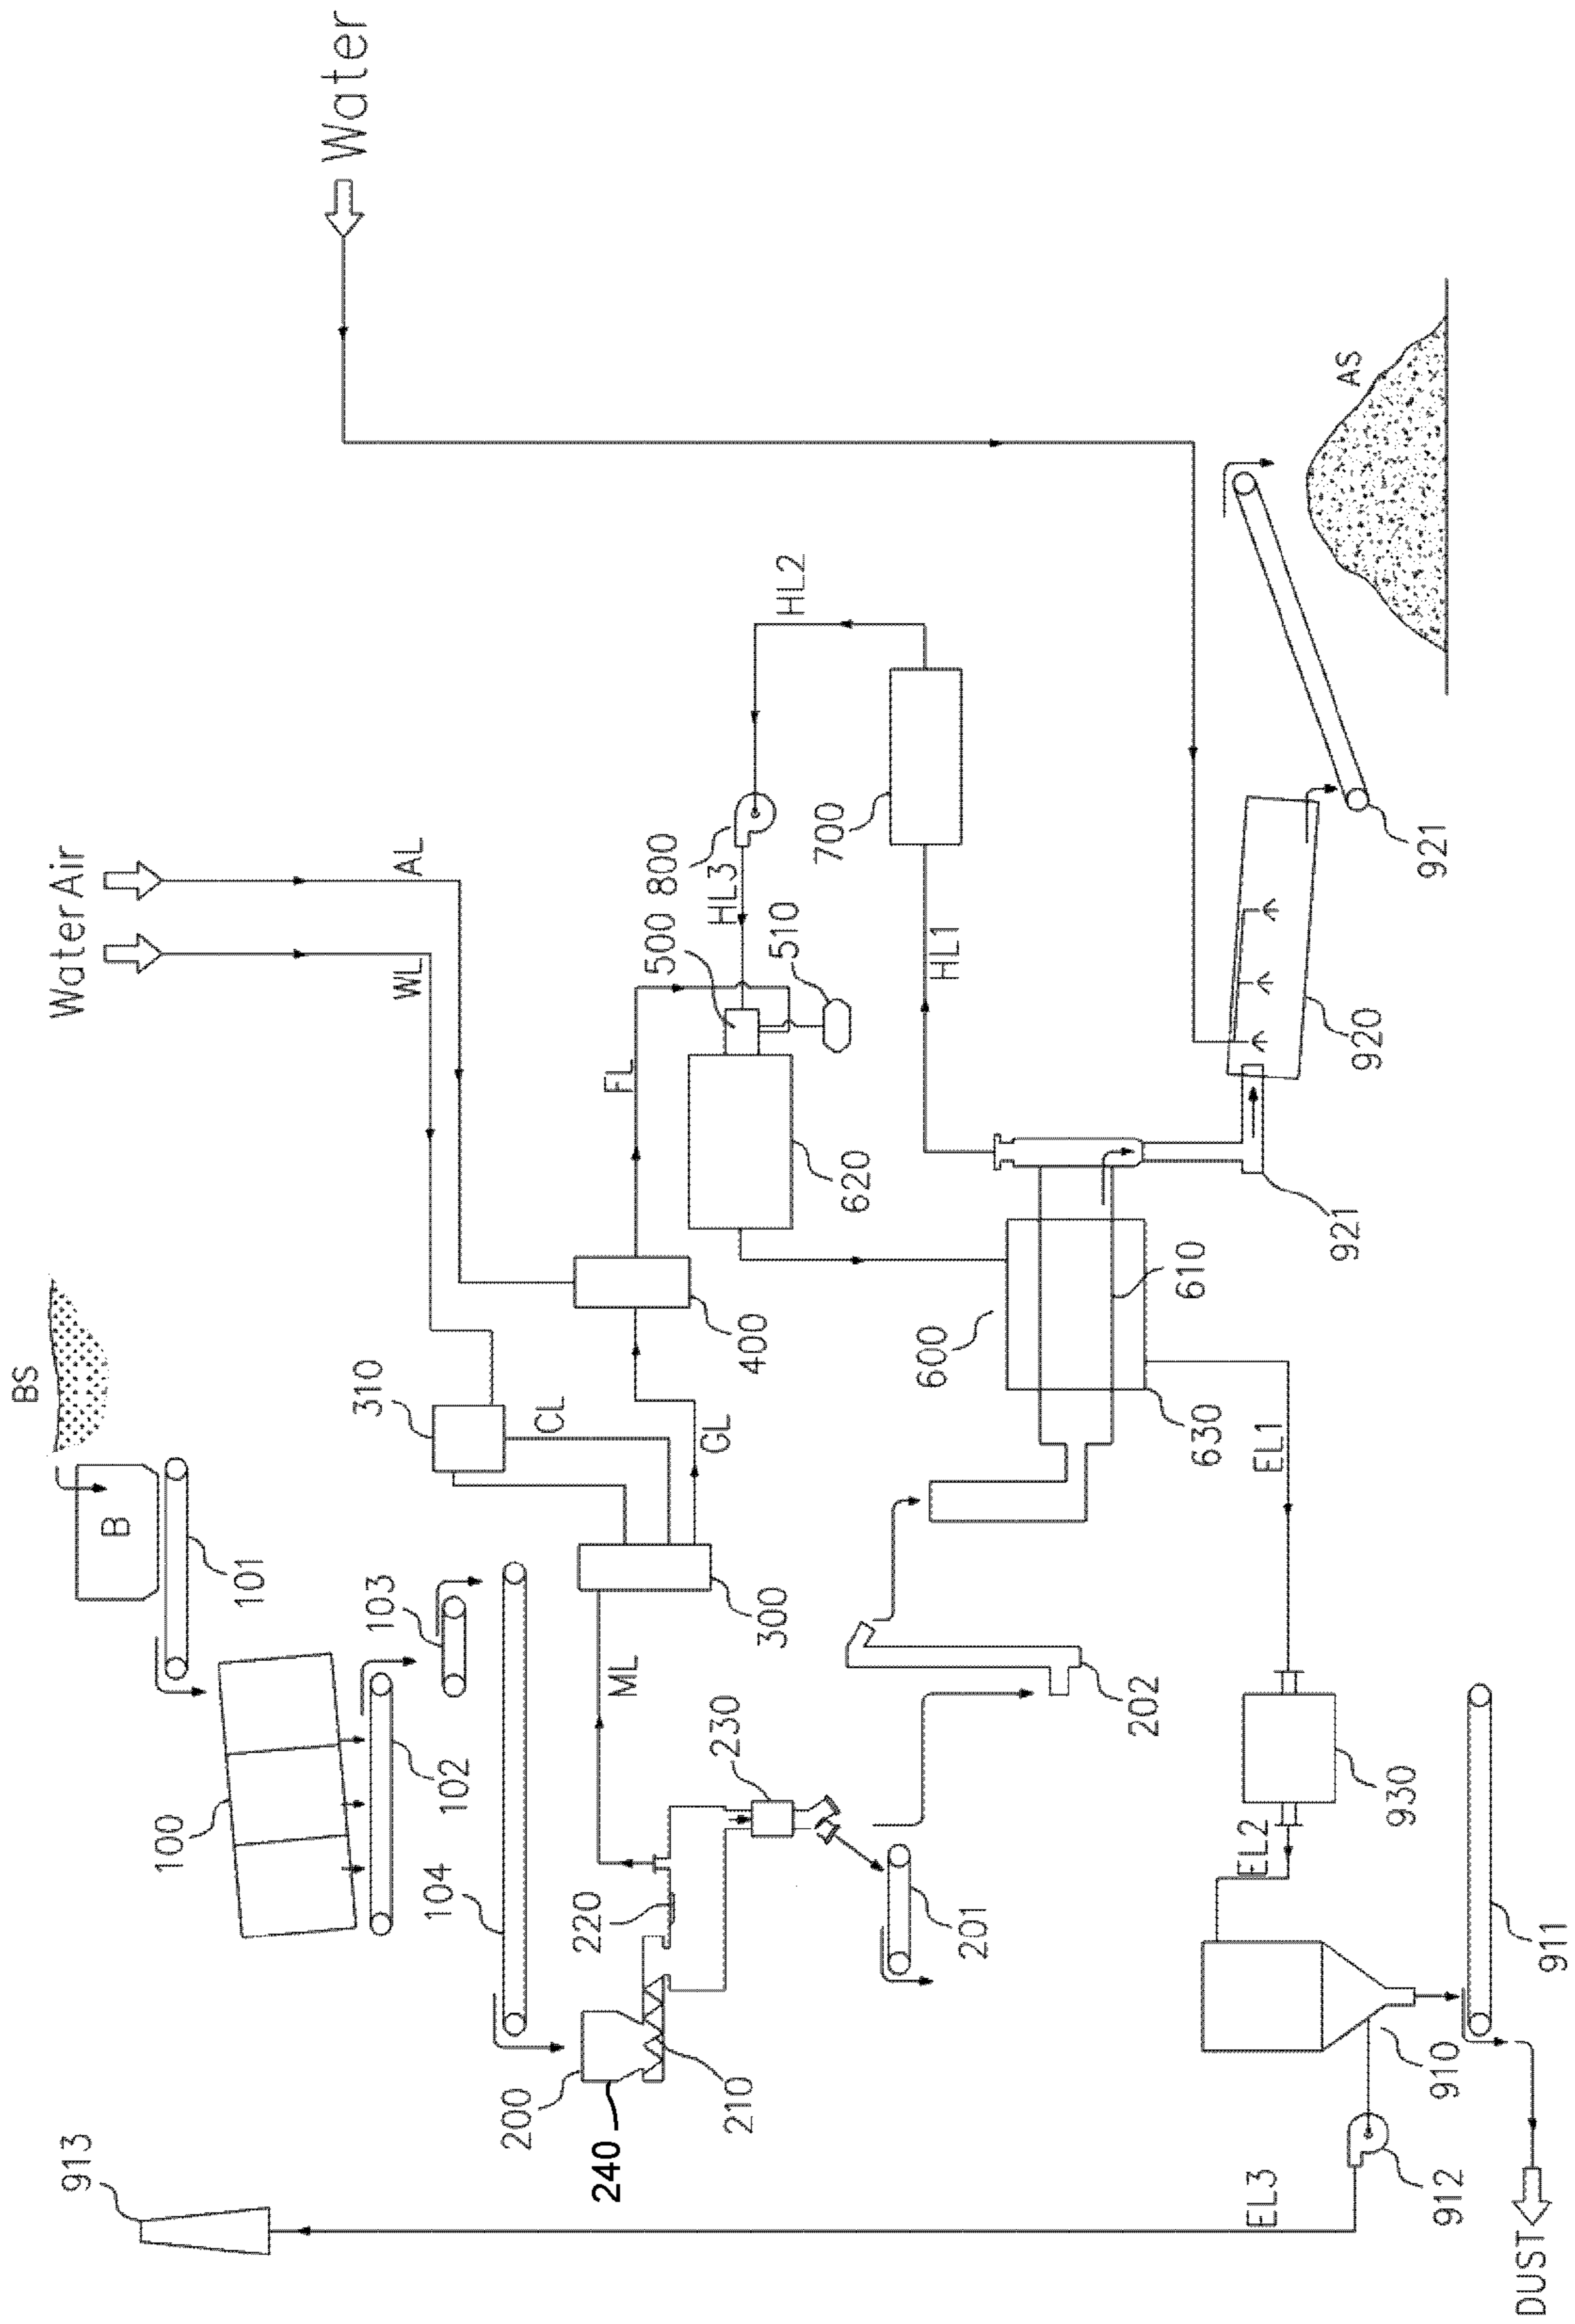 BS
B
101
100
102
103
104
Water Air
WL
AL
Water
310
CL
GL
400
FL
500
800
HL3
510
HL2
700
HL1
620
913
200
240
210
220
ML
300
230
201
202
600
610
630
921
920
921
AS
EL1
930
EL2
910
911
912
EL3
DUST